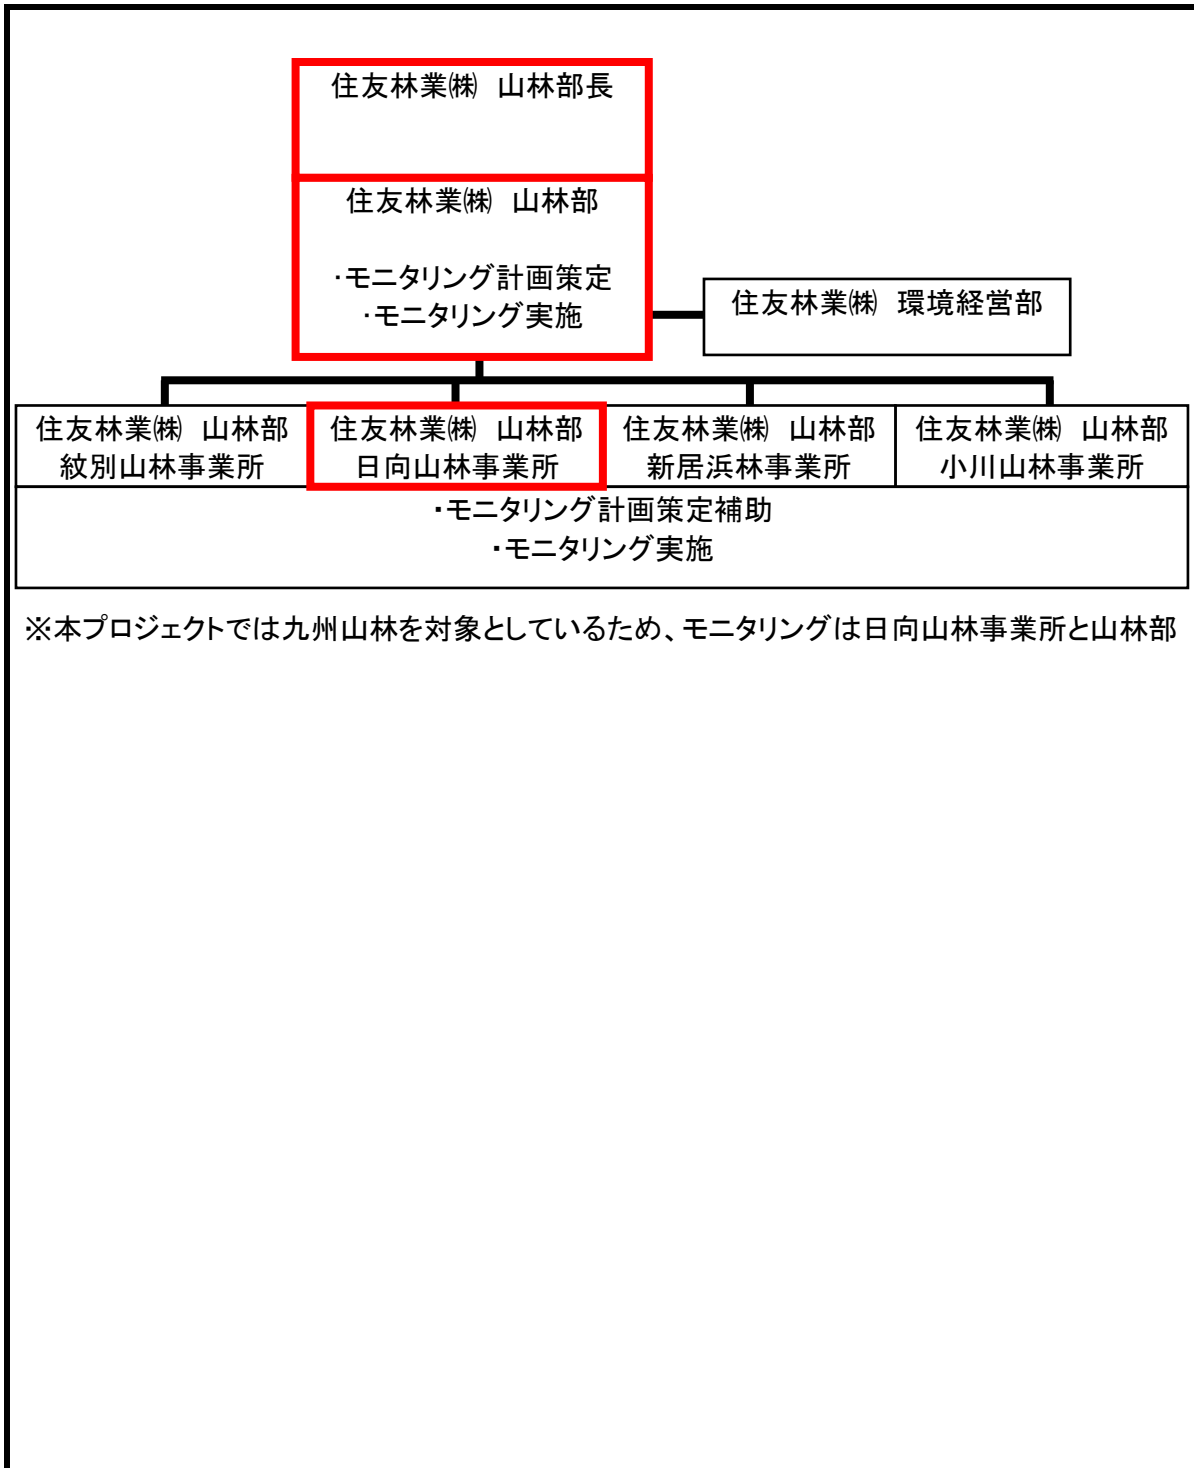 住友林業㈱ 山林部長
住友林業㈱ 山林部
・モニタリング計画策定
・モニタリング実施
住友林業㈱ 環境経営部
住友林業㈱ 山林部
紋別山林事業所
住友林業㈱ 山林部
日向山林事業所
住友林業㈱ 山林部
新居浜林事業所
住友林業㈱ 山林部
小川山林事業所
・モニタリング計画策定補助
・モニタリング実施
※本プロジェクトでは九州山林を対象としているため、モニタリングは日向山林事業所と山林部